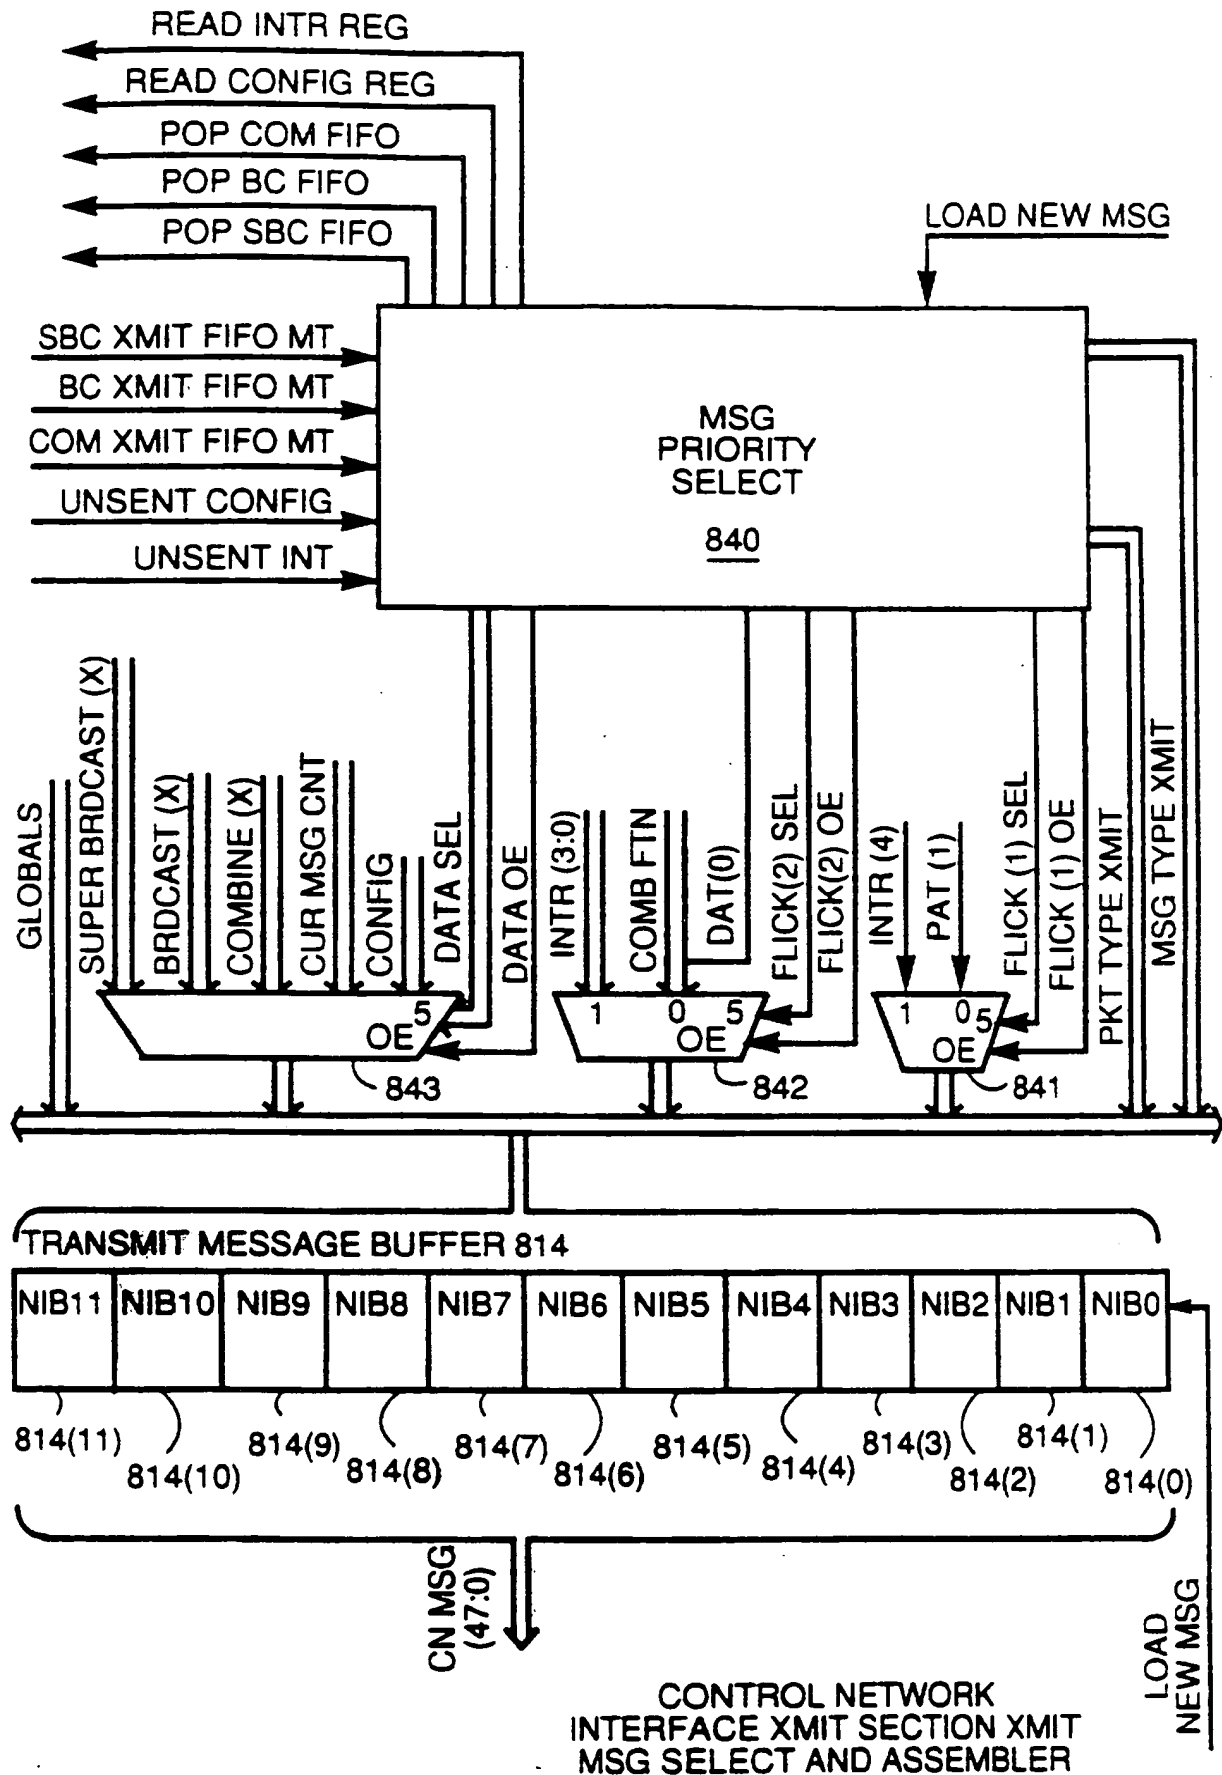 READ INTR REG
READ CONFIG REG
POP COM FIFO
POP BC FIFO
POP SBC FIFO
LOAD NEW MSG
SBC XMIT FIFO MT
BC XMIT FIFO MT
COM XMIT FIFO MT
UNSENT CONFIG
UNSENT INT
MSG
PRIORITY
SELECT
840
GLOBALS
SUPER BRDCAST (X)
BRDCAST (X)
COMBINE (X)
CUR MSG CNT
CONFIG
DATA SEL
DATA OE
INTR (3:0)
COMB FTN
DAT(0)
FLICK(2) SEL
FLICK(2) OE
INTR (4)
PAT (1)
FLICK (1) SEL
FLICK (1) OE
PKT TYPE XMIT
MSG TYPE XMIT
5
OE
843
1 0 5
OE
842
1 0 5
OE
841
TRANSMIT MESSAGE BUFFER 814
NIB11 NIB10 NIB9 NIB8 NIB7 NIB6 NIB5 NIB4 NIB3 NIB2 NIB1 NIB0
814(11) 814(10) 814(9) 814(8) 814(7) 814(6) 814(5) 814(4) 814(3) 814(2) 814(1) 814(0)
CN MSG
(47:0)
LOAD
NEW MSG
CONTROL NETWORK
INTERFACE XMIT SECTION XMIT
MSG SELECT AND ASSEMBLER